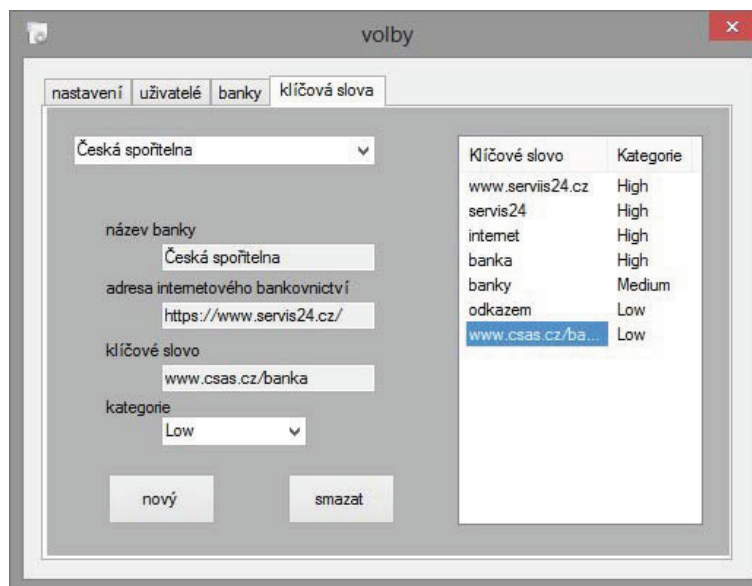 volby
nastavení uživatelé banky klíčová slova
Česká spořitelna
název banky
Česká spořitelna
adresa internetového bankovnictví
https://www.servis24.cz/
klíčové slovo
www.csas.cz/banka
kategorie
Low
nový smazat
Klíčové slovo Kategorie
www.serviis24.cz High
servis24 High
internet High
banka High
banky Medium
odkazem Low
www.csas.cz/ba... Low